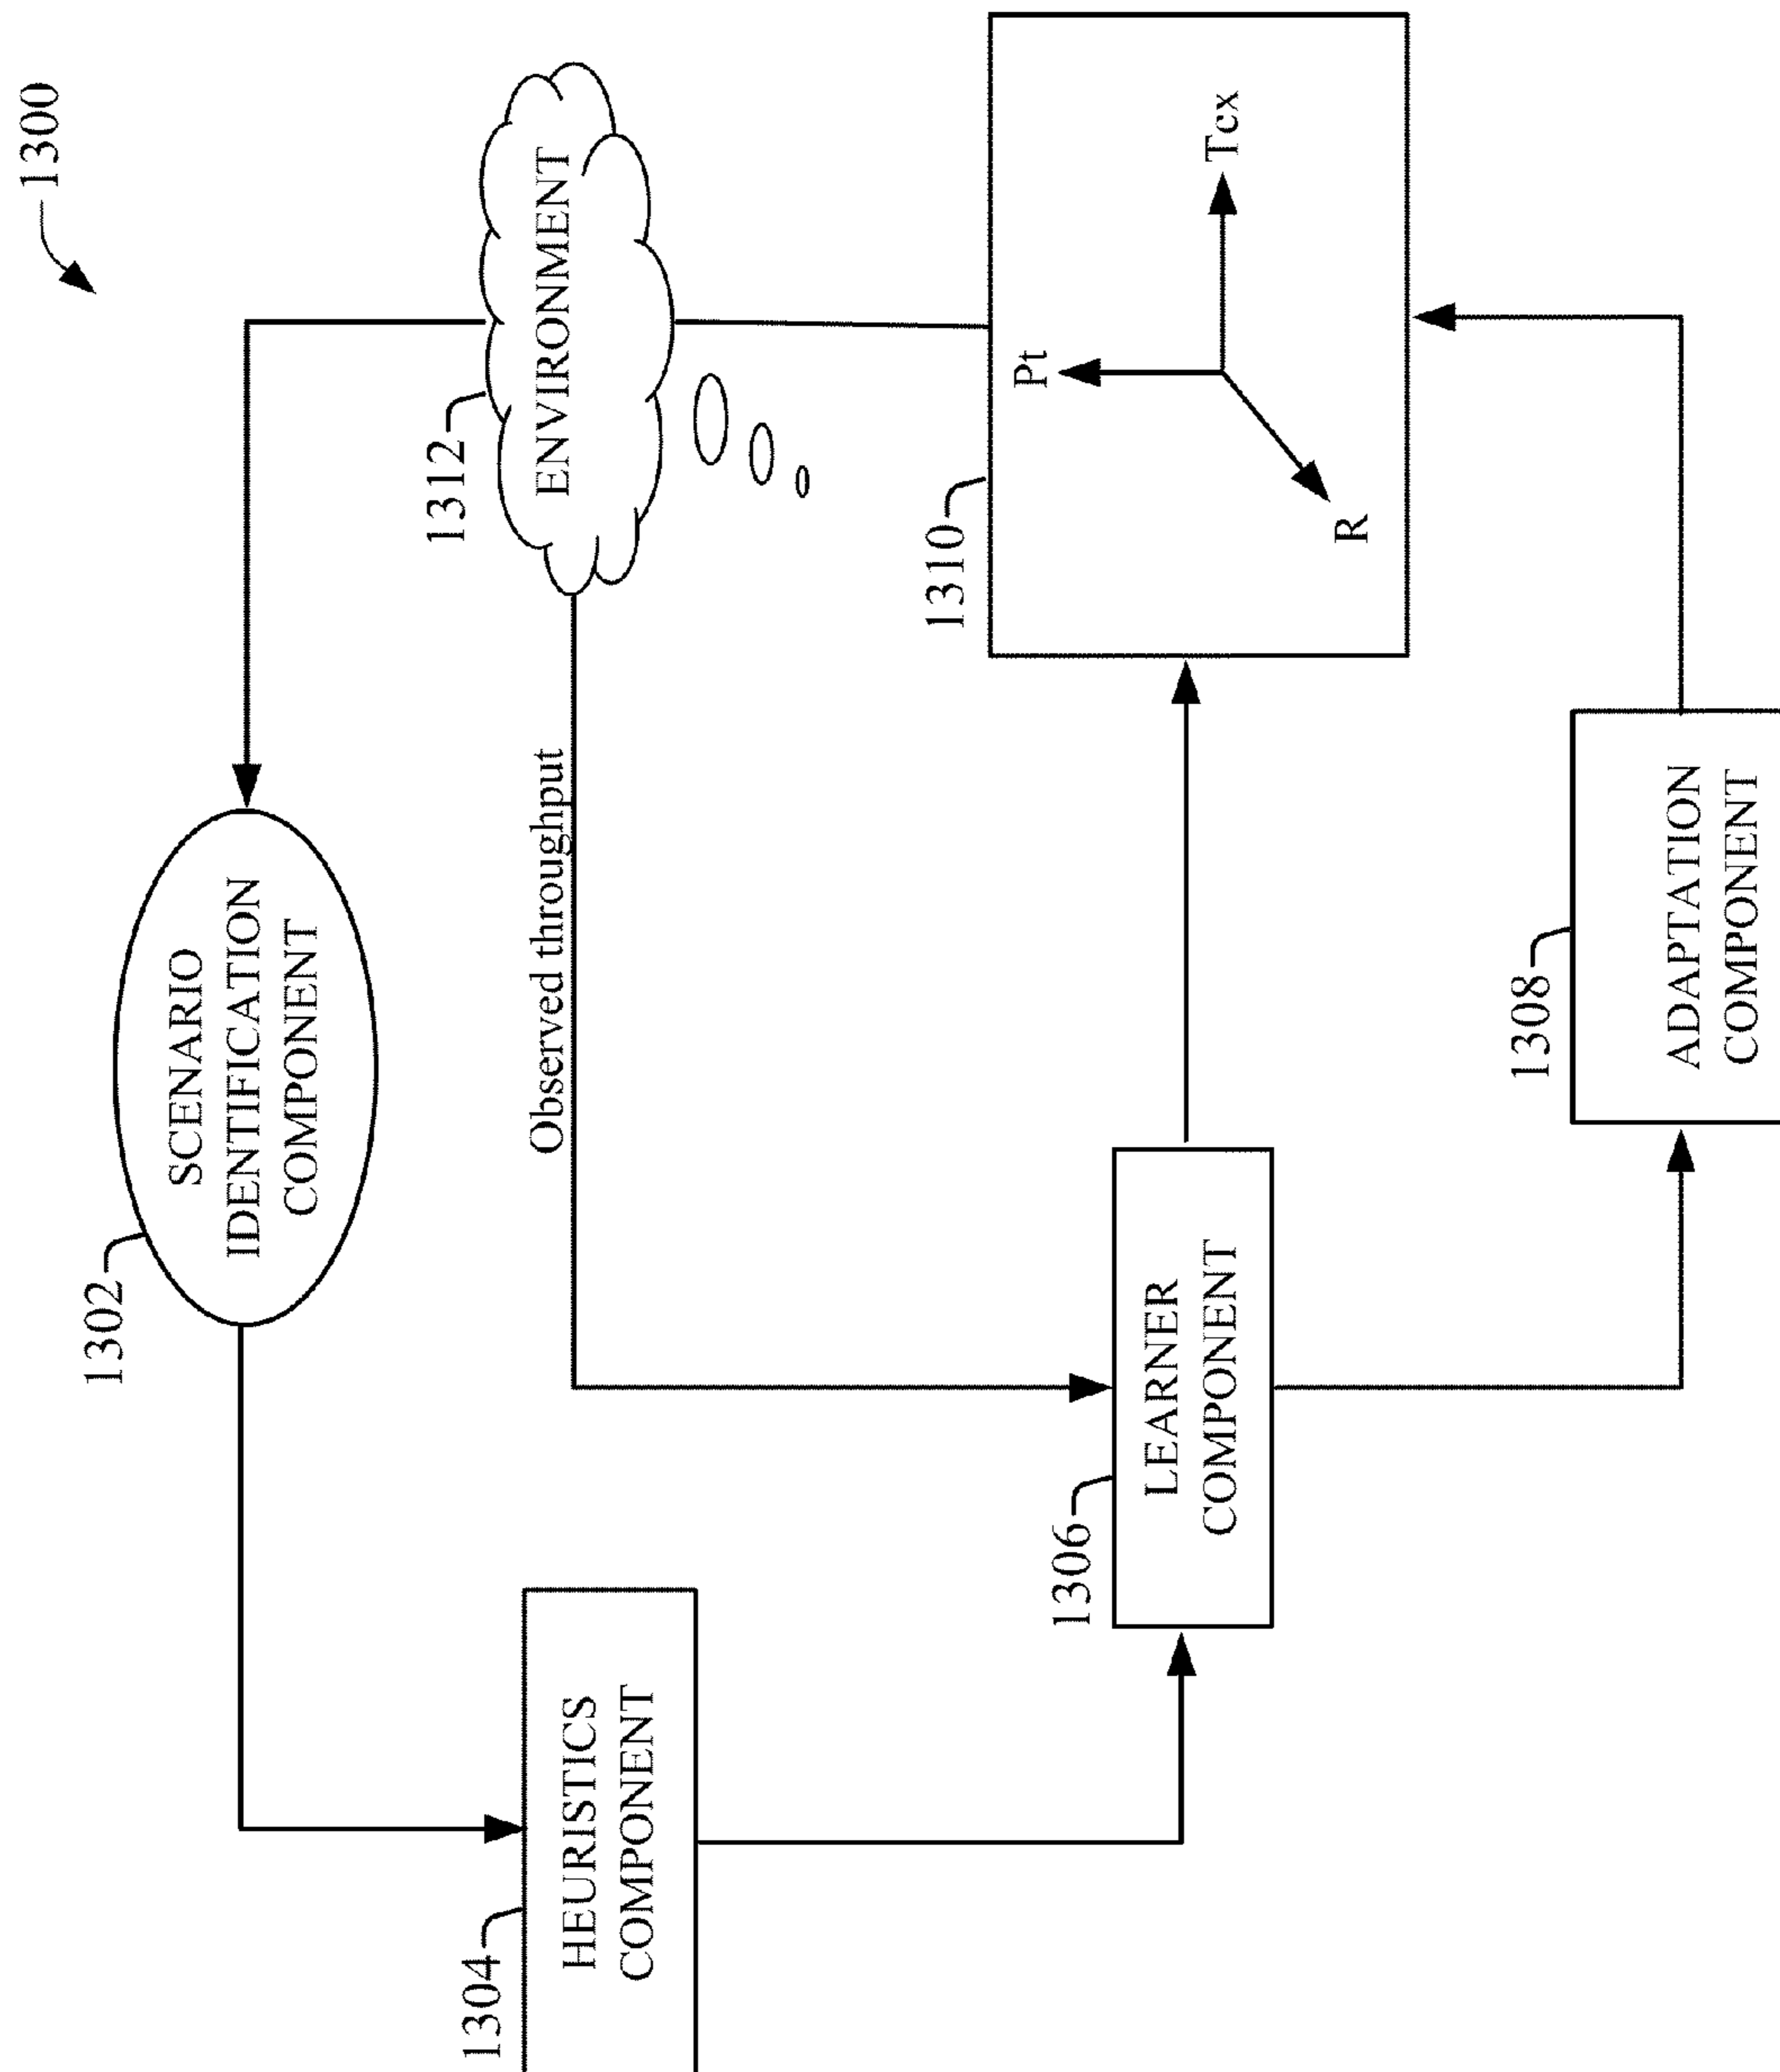 1300
1302
SCENARIO
IDENTIFICATION
COMPONENT
1312
ENVIRONMENT
Observed throughput
1304
HEURISTICS
COMPONENT
1306
LEARNER
COMPONENT
1310
Pt
Tcx
R
1308
ADAPTATION
COMPONENT